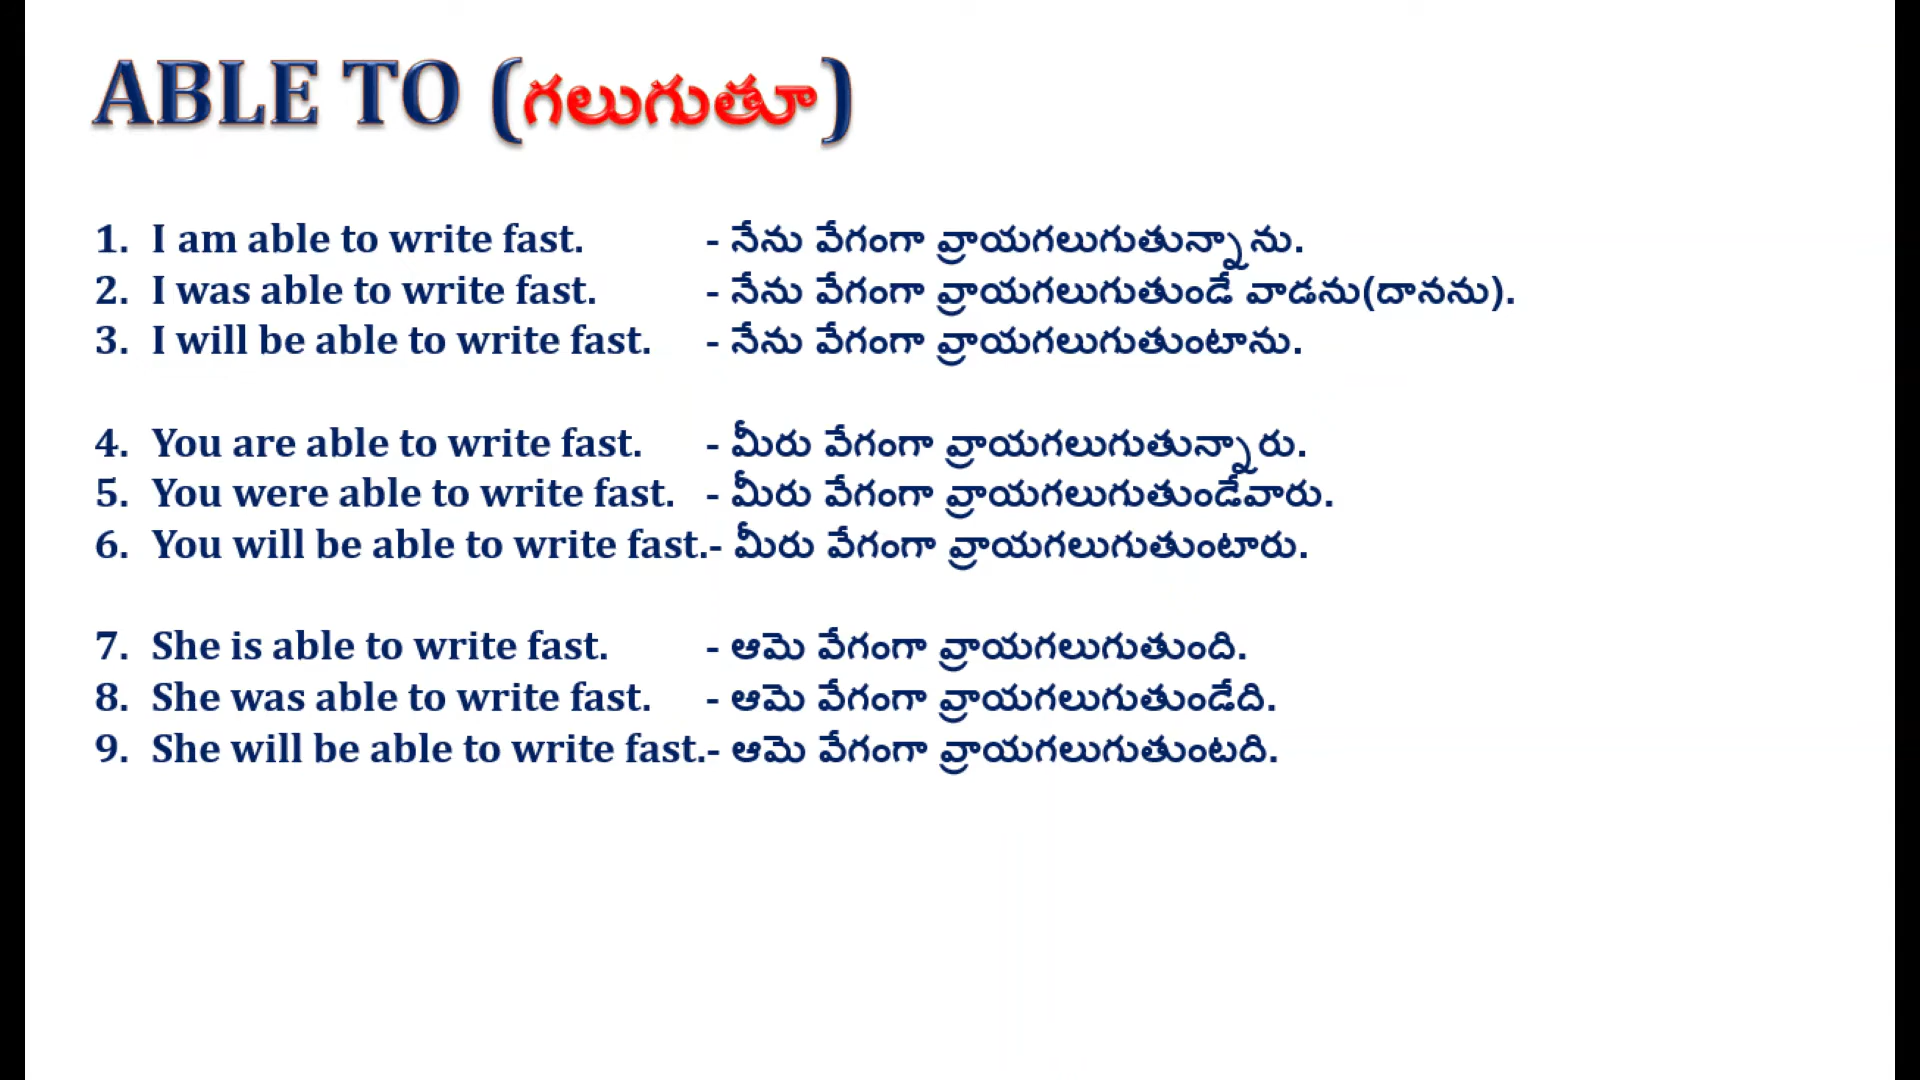 ABLE TO (గలుగుతూ)
1. I am able to write fast. - నేను వేగంగా వ్రాయగలుగుతున్నాను.
2. I was able to write fast. - నేను వేగంగా వ్రాయగలుగుతుండే వాడను(దానను).
3. I will be able to write fast. - నేను వేగంగా వ్రాయగలుగుతుంటాను.
4. You are able to write fast. - మీరు వేగంగా వ్రాయగలుగుతున్నారు.
5. You were able to write fast. - మీరు వేగంగా వ్రాయగలుగుతుండేవారు.
6. You will be able to write fast.- మీరు వేగంగా వ్రాయగలుగుతుంటారు.
7. She is able to write fast. - ఆమె వేగంగా వ్రాయగలుగుతుంది.
8. She was able to write fast. - ఆమె వేగంగా వ్రాయగలుగుతుండేది.
9. She will be able to write fast.- ఆమె వేగంగా వ్రాయగలుగుతుంటది.